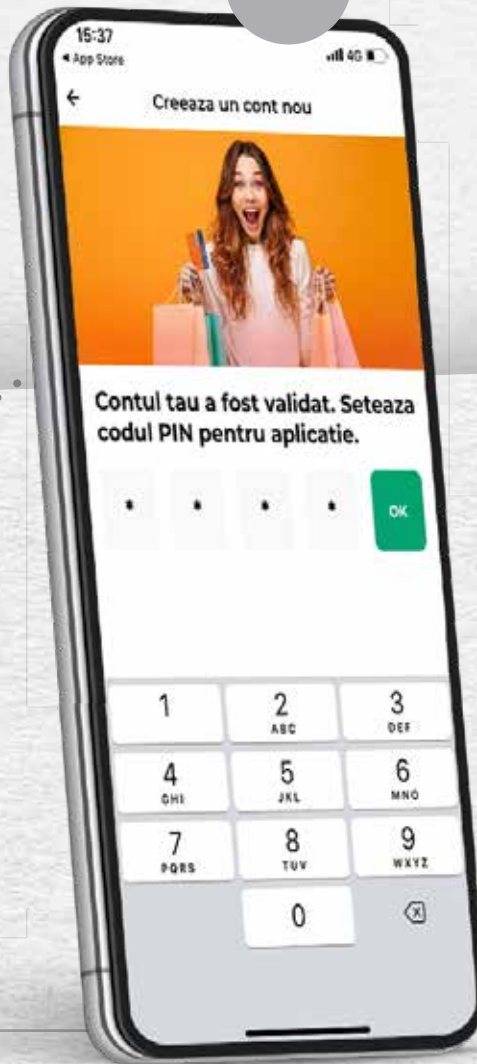 15:37
App Store
4G
Creeaza un cont nou
Contul tau a fost validat. Seteaza
codul PIN pentru aplicatie.
* * * * OK
1 2 3
ABC DEF
4 5 6
GHI JKL MNO
7 8 9
PQRS TUV WXYZ
0